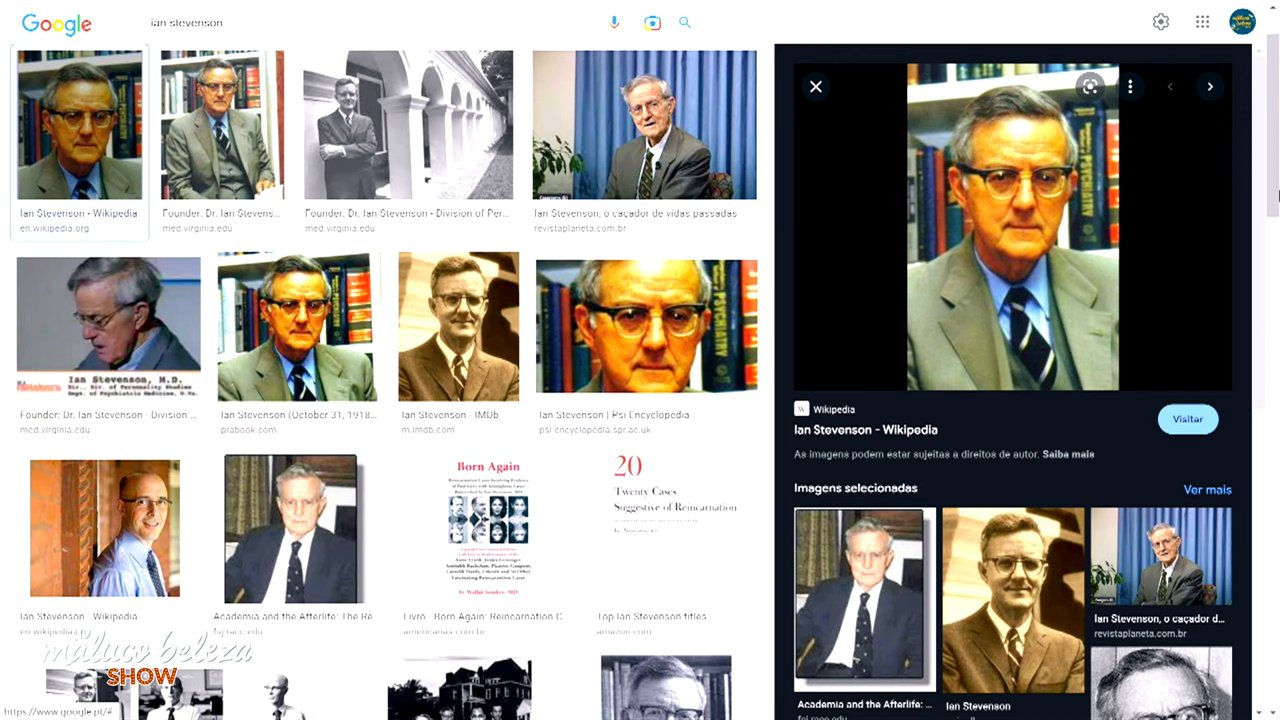 Google
ian stevenson
Ian Stevenson - Wikipedia
en.wikipedia.org
Founder: Dr. Ian Stevens...
med.virginia.edu
Founder: Dr. Ian Stevenson - Division of Per...
med.virginia.edu
Ian Stevenson, o caçador de vidas passadas
revistaplaneta.com.br
Ian Stevenson, M.D.
Founder: Dr. Ian Stevenson - Division ...
med.virginia.edu
PSYCHIATRY
Ian Stevenson (October 31, 1918...
prabook.com
Ian Stevenson - IMDb
m.imdb.com
Ian Stevenson | Psi Encyclopedia
psi-encyclopedia.spr.ac.uk
Ian Stevenson - Wikipedia
en.wikipedia.org
Academia and the Afterlife: The Re
Born Again
Livro - Born Again: Reincarnation C
americanas.com.br
20
Twenty Cases
Suggestive of Reincarnation
Top Ian Stevenson titles
amazon.com
maluco beleza
SHOW
https://www.google.pt/#
Wikipedia
Ian Stevenson - Wikipedia
Visitar
As imagens podem estar sujeitas a direitos de autor. Saiba mais
Imagens selecionadas
Ver mais
Academia and the Afterlife: ...
Ian Stevenson
Ian Stevenson, o caçador d...
revistaplaneta.com.br